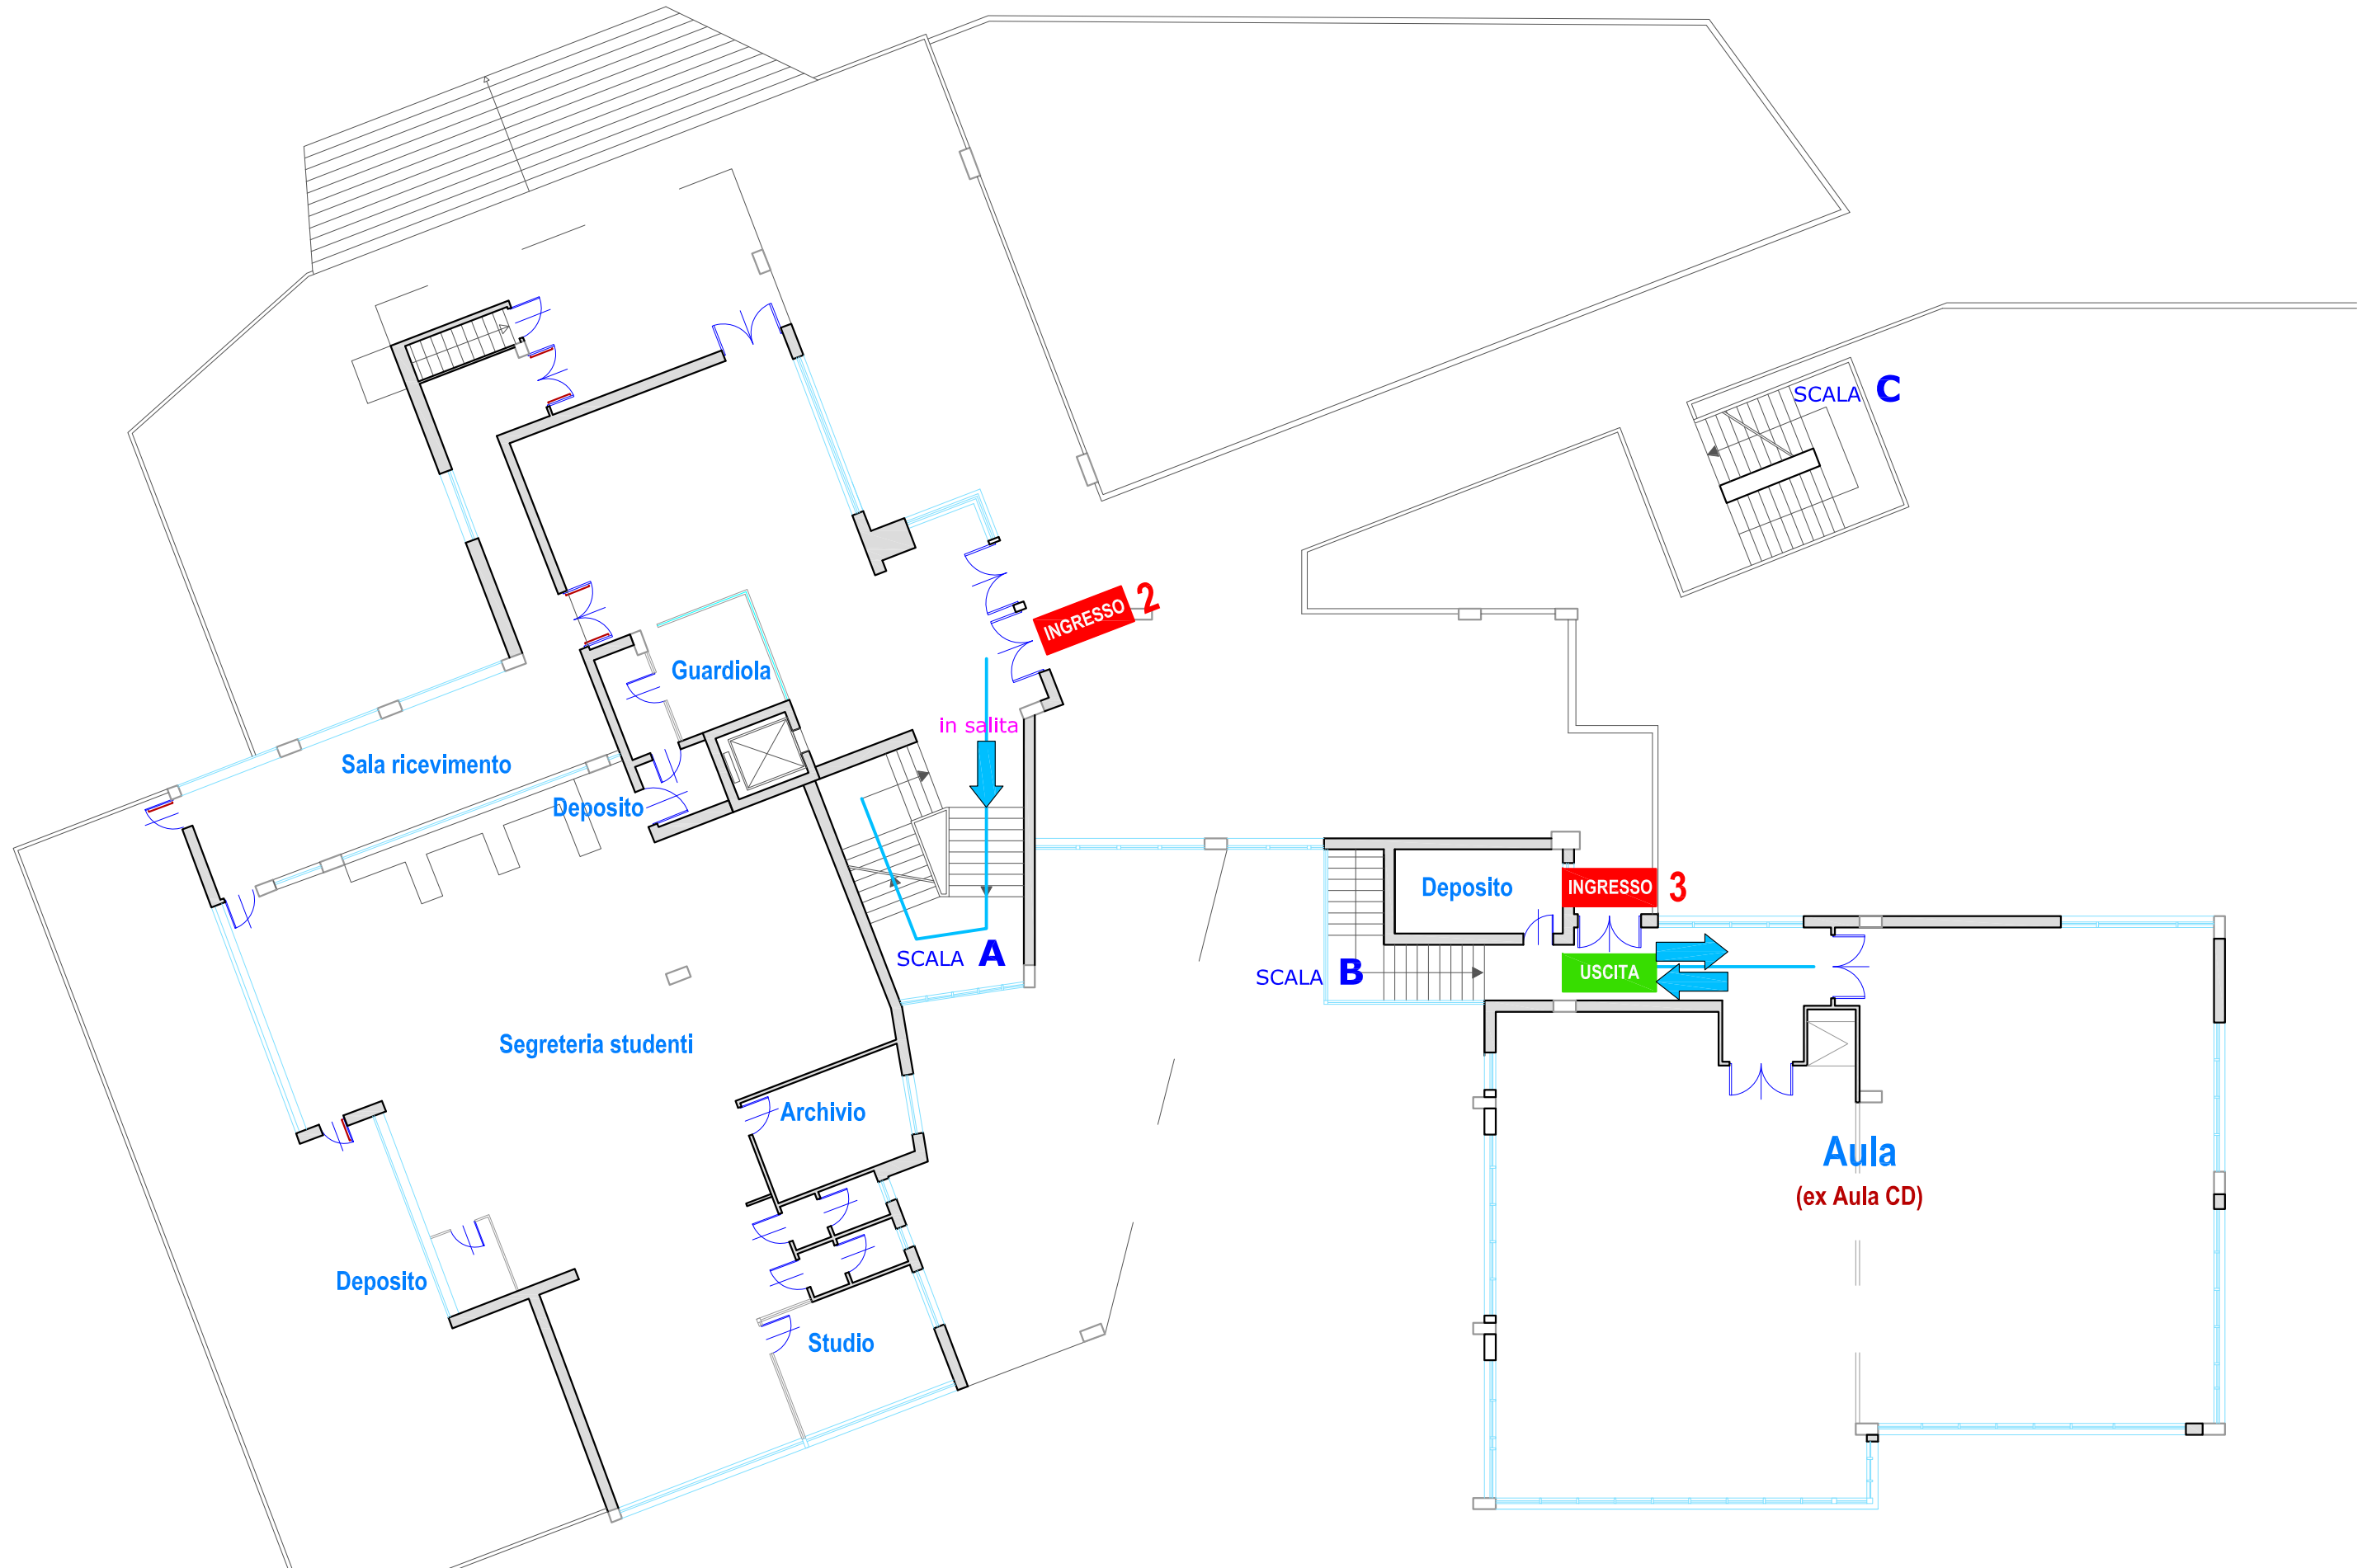 SCALA C
INGRESSO 2
Guardiola
in salita
Sala ricevimento
Deposito
Deposito
INGRESSO 3
SCALA A
SCALA B
USCITA
Segreteria studenti
Archivio
Aula
(ex Aula CD)
Deposito
Studio